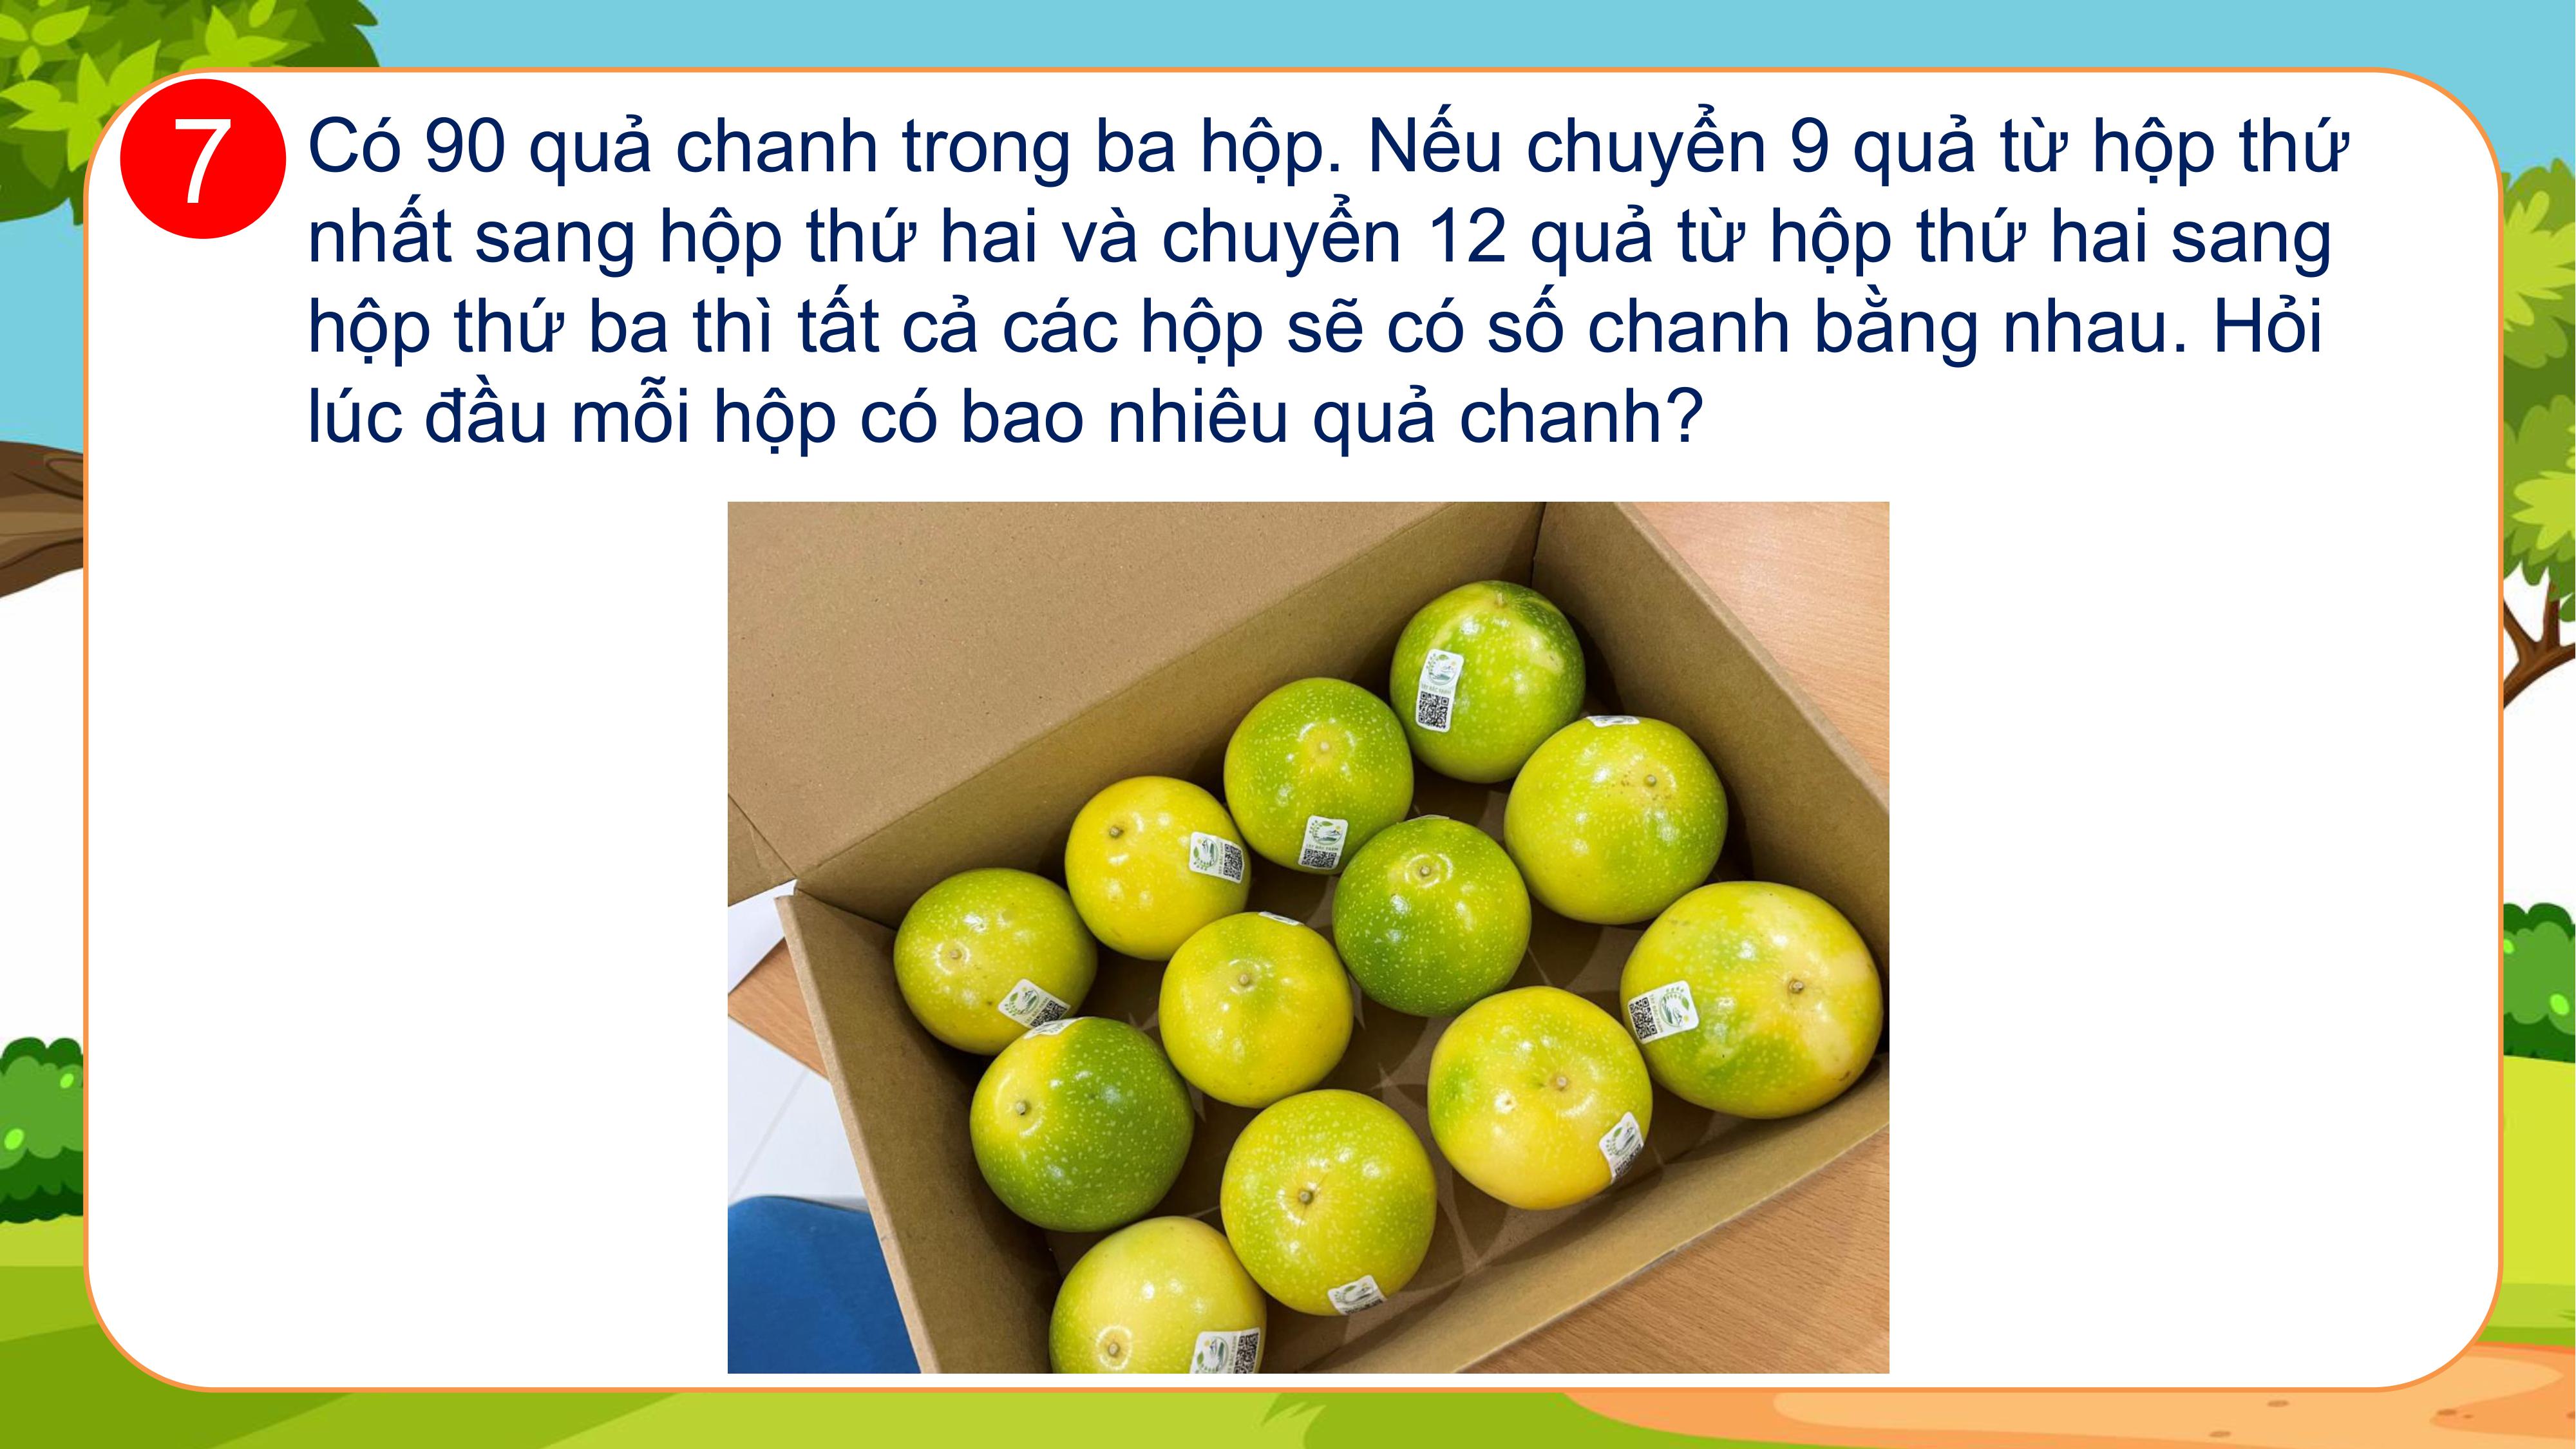 7
Có 90 quả chanh trong ba hộp. Nếu chuyển 9 quả từ hộp thứ
nhất sang hộp thứ hai và chuyển 12 quả từ hộp thứ hai sang
hộp thứ ba thì tất cả các hộp sẽ có số chanh bằng nhau. Hỏi
lúc đầu mỗi hộp có bao nhiêu quả chanh?